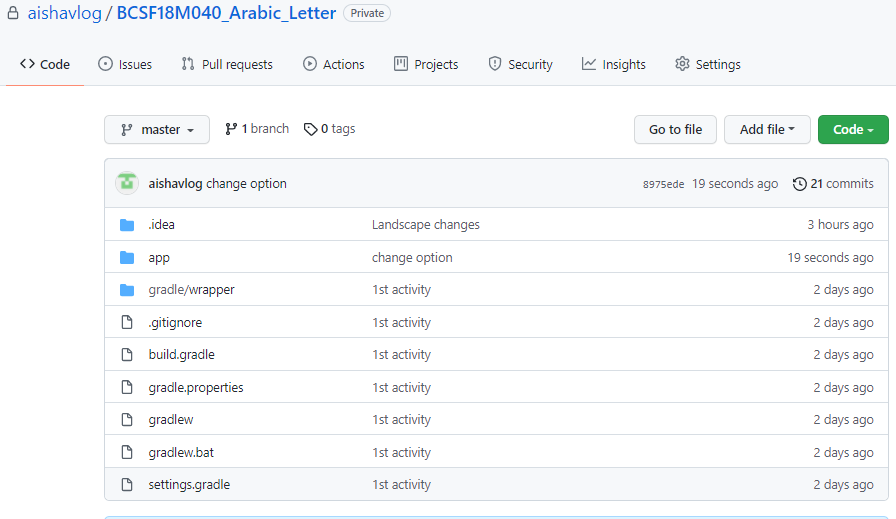 aishavlog / BCSF18M040_Arabic_Letter Private
Code Issues Pull requests Actions Projects Security Insights Settings
master 1 branch 0 tags Go to file Add file Code
aishavlog change option 8975ede 19 seconds ago 21 commits
.idea Landscape changes 3 hours ago
app change option 19 seconds ago
gradle/wrapper 1st activity 2 days ago
.gitignore 1st activity 2 days ago
build.gradle 1st activity 2 days ago
gradle.properties 1st activity 2 days ago
gradlew 1st activity 2 days ago
gradlew.bat 1st activity 2 days ago
settings.gradle 1st activity 2 days ago